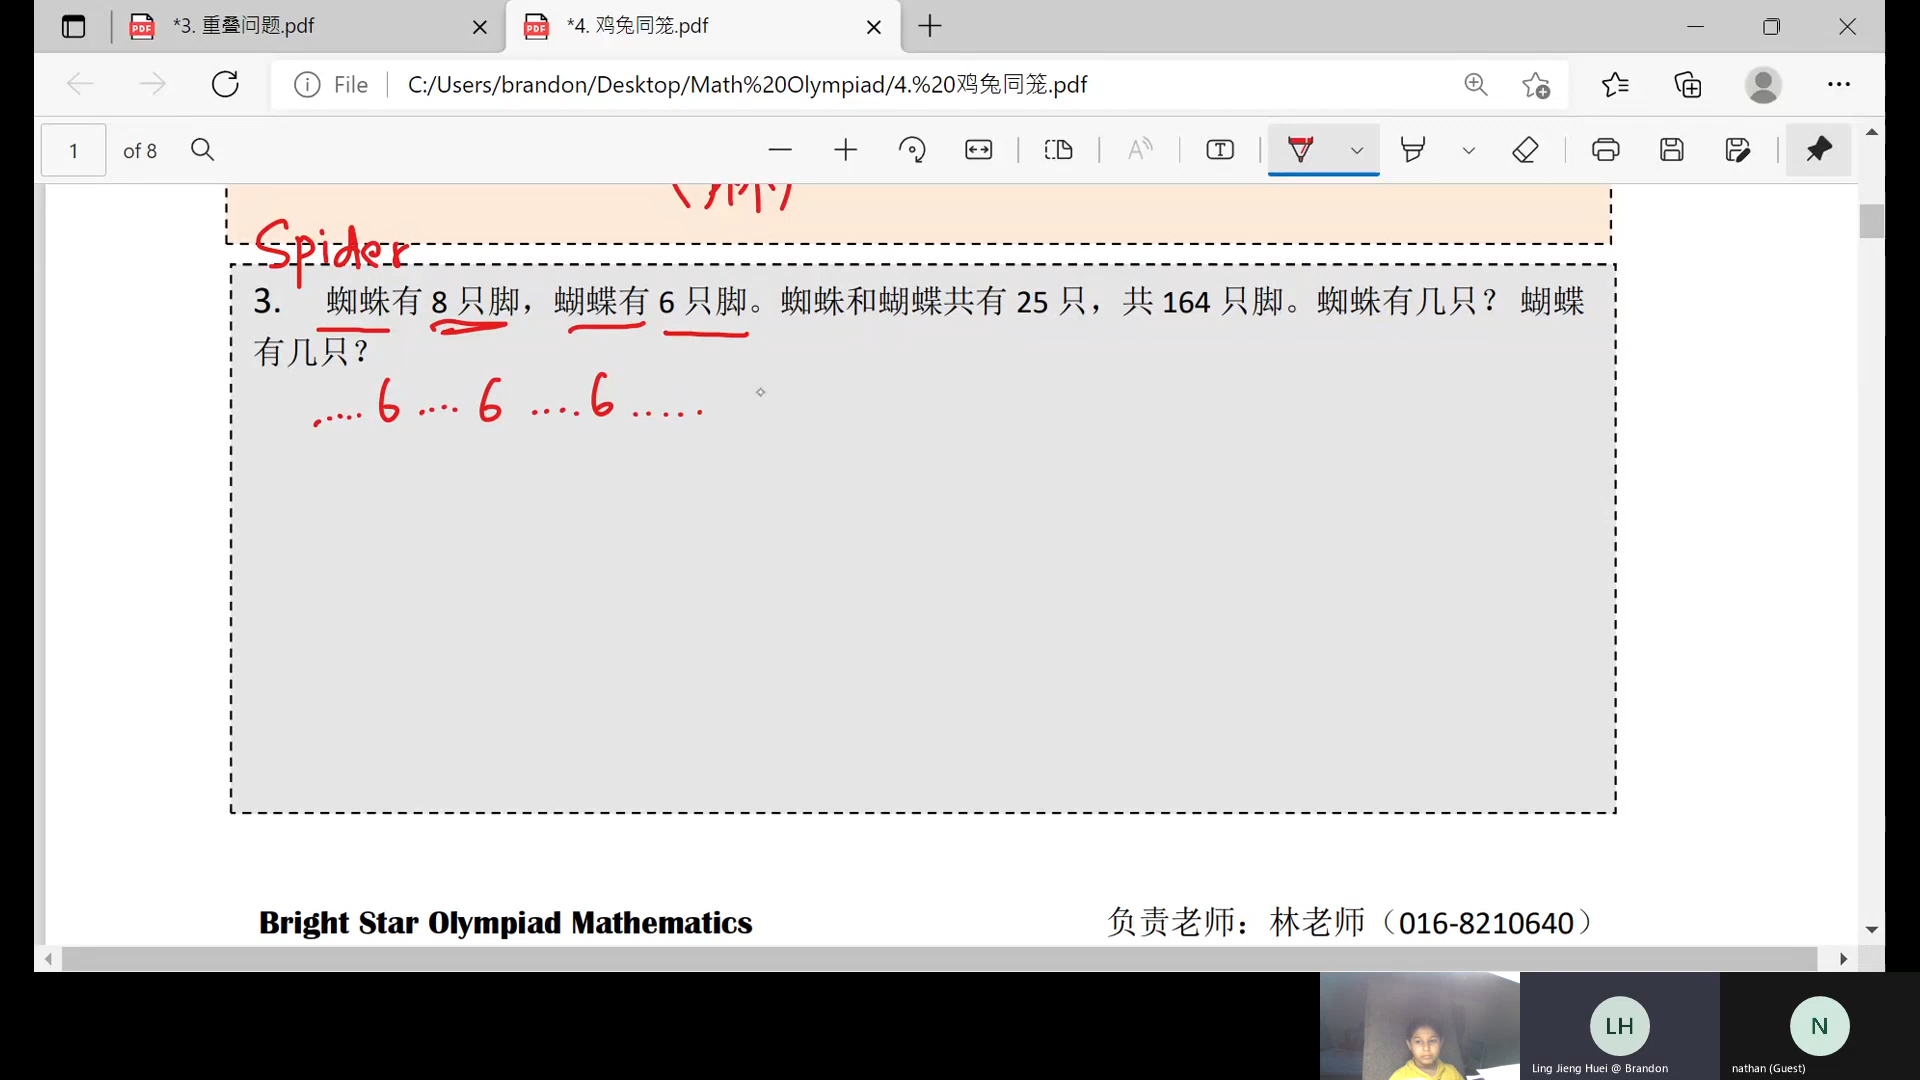 *3. 重叠问题.pdf
*4. 鸡兔同笼.pdf
File
C:/Users/brandon/Desktop/Math%20Olympiad/4.%20鸡兔同笼.pdf
1 of 8
Spider
3. 蜘蛛有 8 只脚，蝴蝶有 6 只脚。蜘蛛和蝴蝶共有 25 只，共 164 只脚。蜘蛛有几只？ 蝴蝶
有几只？
..... 6 .... 6 .... 6 .....
Bright Star Olympiad Mathematics
负责老师：林老师（016-8210640）
LH
N
Ling Jieng Huei @ Brandon
nathan (Guest)